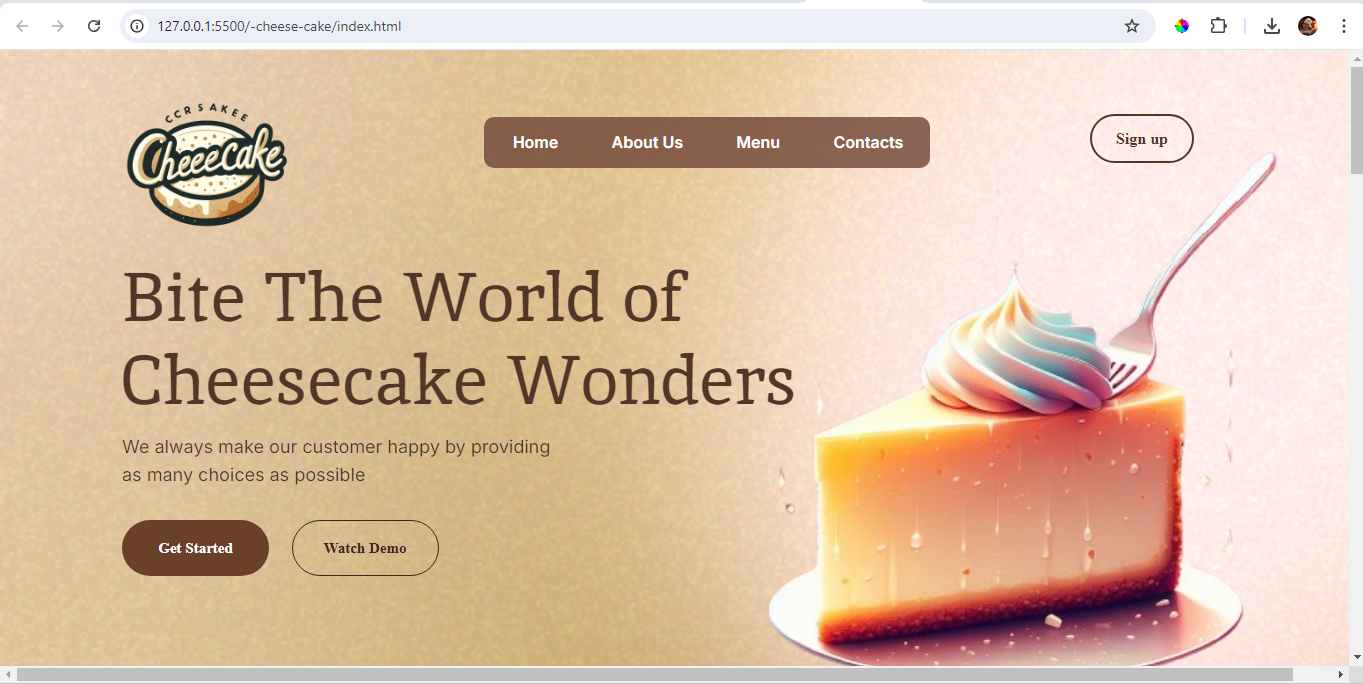 127.0.0.1:5500/-cheese-cake/index.html
CCRSAKEE
CheeeCake
Home About Us Menu Contacts
Sign up
Bite The World of
Cheesecake Wonders
We always make our customer happy by providing
as many choices as possible
Get Started Watch Demo